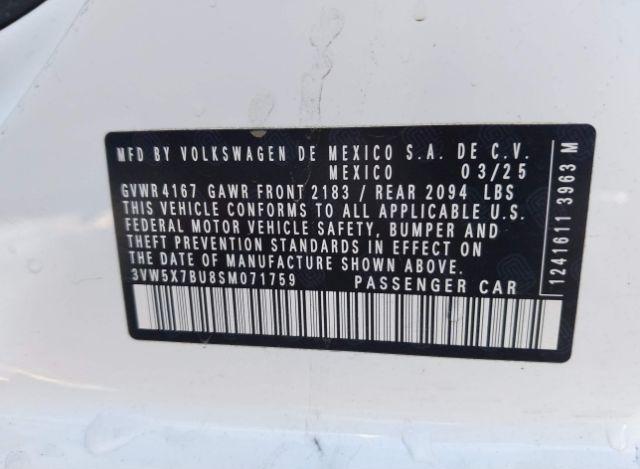 MFD BY VOLKSWAGEN DE MEXICO S.A. DE C.V.
MEXICO 03/25
GVWR 4167 GAWR FRONT 2183 / REAR 2094 LBS
THIS VEHICLE CONFORMS TO ALL APPLICABLE U.S.
FEDERAL MOTOR VEHICLE SAFETY, BUMPER AND
THEFT PREVENTION STANDARDS IN EFFECT ON
THE DATE OF MANUFACTURE SHOWN ABOVE.
3VW5X7BU8SM071759 PASSENGER CAR
1241611 3963 M